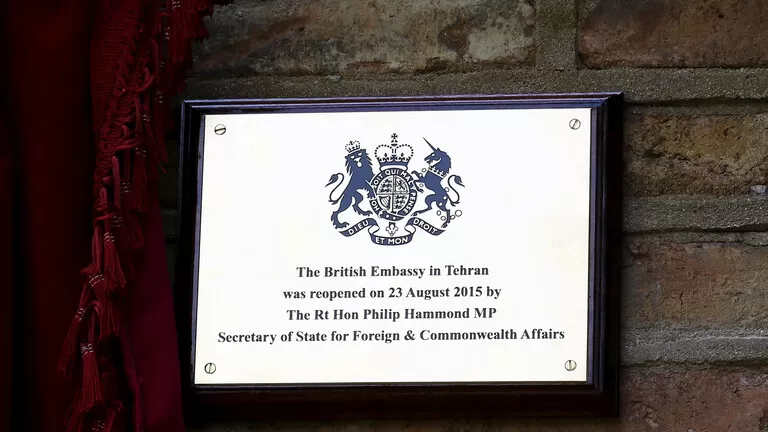 HONI SOIT QUI MAL Y PENSE
DIEU ET MON DROIT
The British Embassy in Tehran
was reopened on 23 August 2015 by
The Rt Hon Philip Hammond MP
Secretary of State for Foreign & Commonwealth Affairs